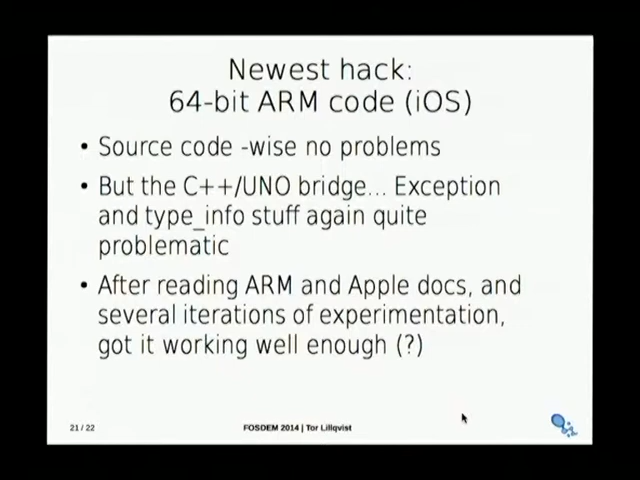 Newest hack:
64-bit ARM code (iOS)
• Source code -wise no problems
• But the C++/UNO bridge... Exception
and type_info stuff again quite
problematic
• After reading ARM and Apple docs, and
several iterations of experimentation,
got it working well enough (?)
21 / 22
FOSDEM 2014 | Tor Lillqvist